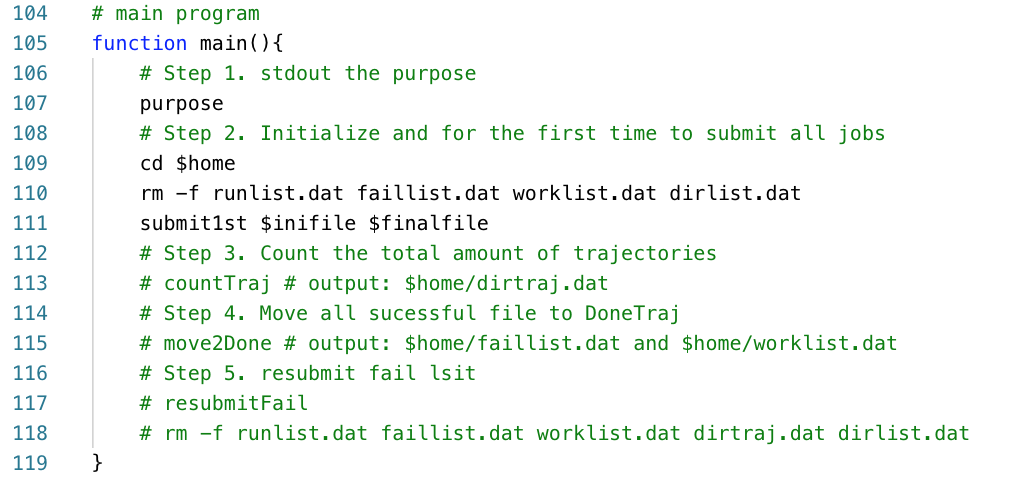 104 # main program
105 function main(){
106 # Step 1. stdout the purpose
107 purpose
108 # Step 2. Initialize and for the first time to submit all jobs
109 cd $home
110 rm -f runlist.dat faillist.dat worklist.dat dirlist.dat
111 submit1st $inifile $finalfile
112 # Step 3. Count the total amount of trajectories
113 # countTraj # output: $home/dirtraj.dat
114 # Step 4. Move all sucessful file to DoneTraj
115 # move2Done # output: $home/faillist.dat and $home/worklist.dat
116 # Step 5. resubmit fail lsit
117 # resubmitFail
118 # rm -f runlist.dat faillist.dat worklist.dat dirtraj.dat dirlist.dat
119 }